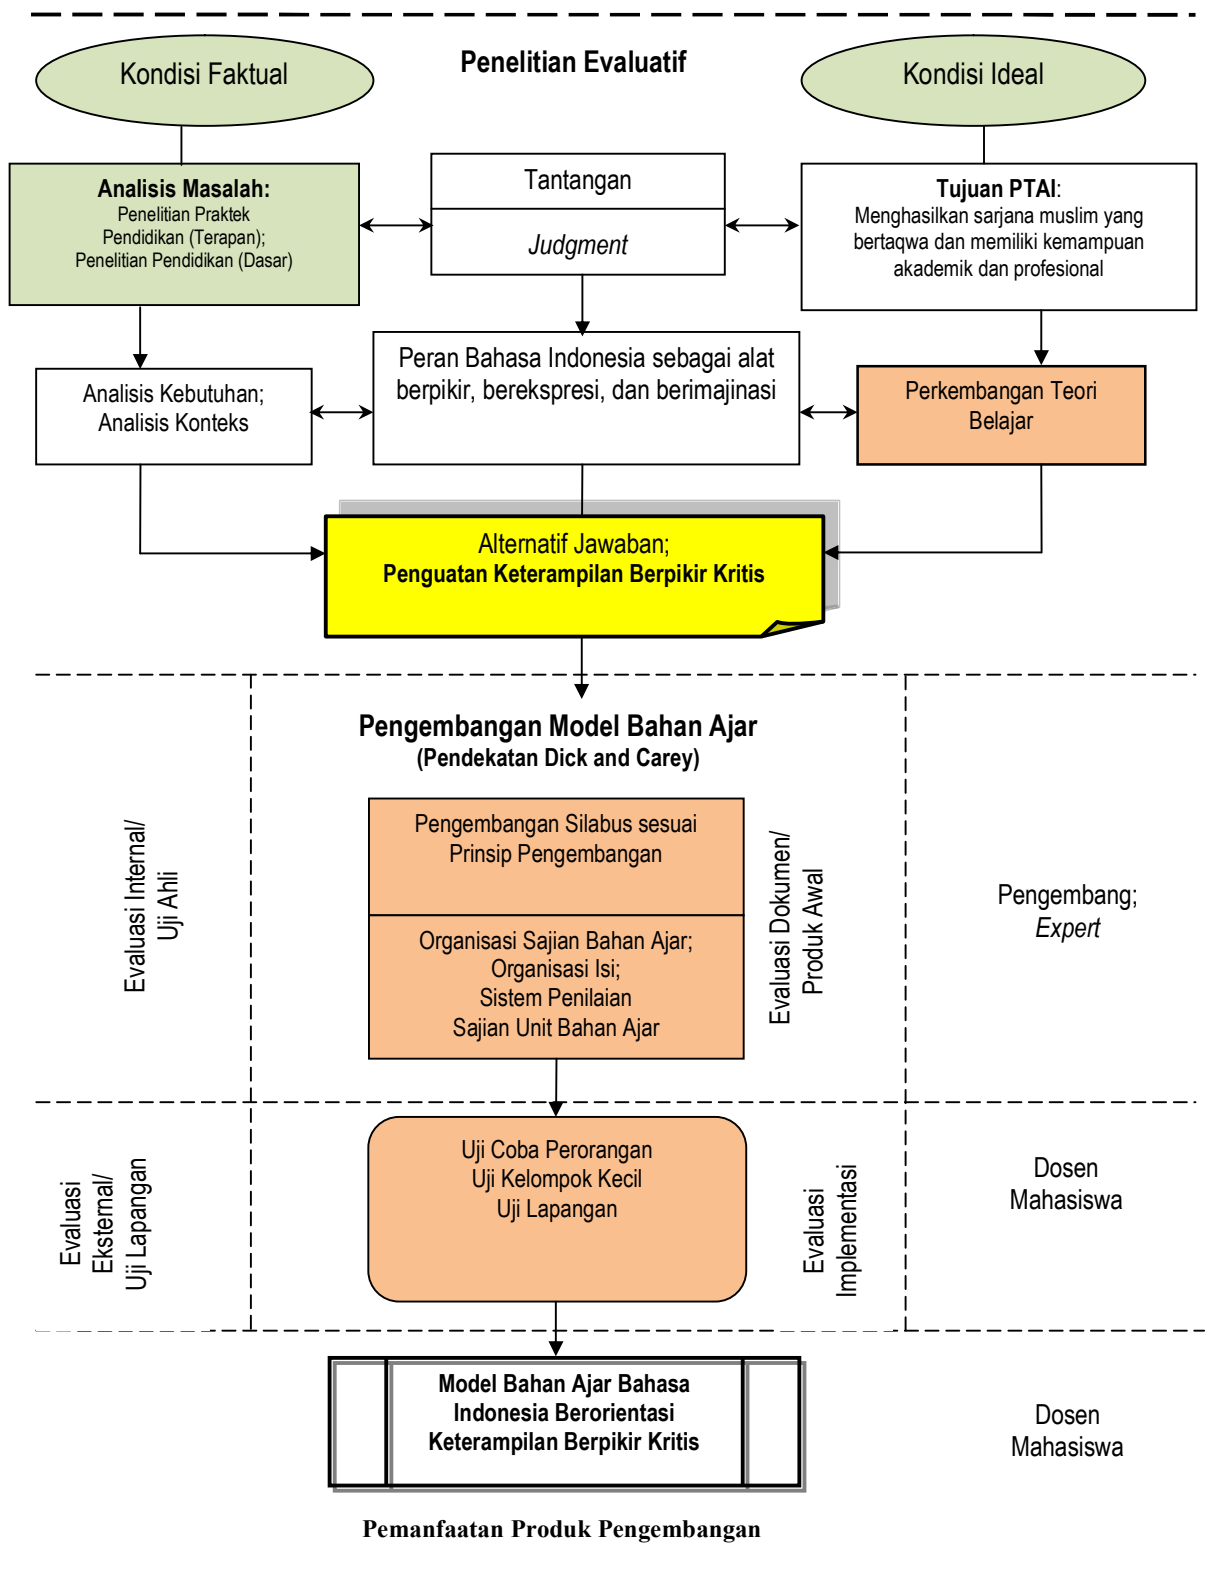 Kondisi Faktual
Penelitian Evaluatif
Kondisi Ideal
Analisis Masalah:
Penelitian Praktek
Pendidikan (Terapan);
Penelitian Pendidikan (Dasar)
Tantangan
Judgment
Tujuan PTAI:
Menghasilkan sarjana muslim yang
bertaqwa dan memiliki kemampuan
akademik dan profesional
Analisis Kebutuhan;
Analisis Konteks
Peran Bahasa Indonesia sebagai alat
berpikir, berekspresi, dan berimajinasi
Perkembangan Teori
Belajar
Alternatif Jawaban;
Penguatan Keterampilan Berpikir Kritis
Pengembangan Model Bahan Ajar
(Pendekatan Dick and Carey)
Evaluasi Internal/
Uji Ahli
Pengembangan Silabus sesuai
Prinsip Pengembangan
Organisasi Sajian Bahan Ajar;
Organisasi Isi;
Sistem Penilaian
Sajian Unit Bahan Ajar
Evaluasi Dokumen/
Produk Awal
Pengembang;
Expert
Evaluasi
Eksternal/
Uji Lapangan
Uji Coba Perorangan
Uji Kelompok Kecil
Uji Lapangan
Evaluasi
Implementasi
Dosen
Mahasiswa
Model Bahan Ajar Bahasa
Indonesia Berorientasi
Keterampilan Berpikir Kritis
Dosen
Mahasiswa
Pemanfaatan Produk Pengembangan